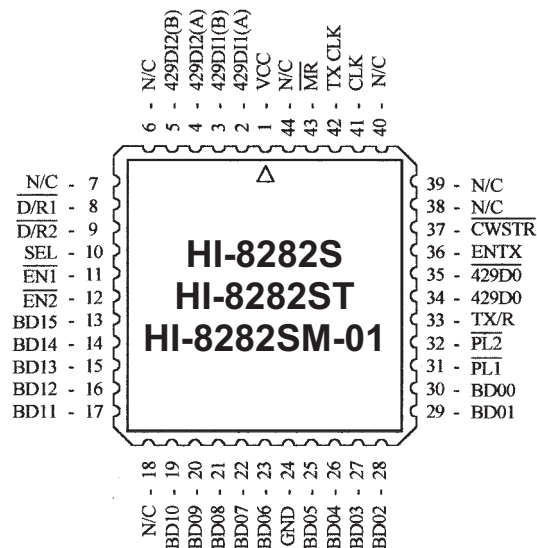 6 - N/C
5 - 429DI2(B)
4 - 429DI2(A)
3 - 429DI1(B)
2 - 429DI1(A)
1 - VCC
44 - N/C
43 - MR
42 - TX CLK
41 - CLK
40 - N/C
N/C - 7
D/R1 - 8
D/R2 - 9
SEL - 10
EN1 - 11
EN2 - 12
BD15 - 13
BD14 - 14
BD13 - 15
BD12 - 16
BD11 - 17
HI-8282S
HI-8282ST
HI-8282SM-01
39 - N/C
38 - N/C
37 - CWSTR
36 - ENTX
35 - 429D0
34 - 429D0
33 - TX/R
32 - PL2
31 - PL1
30 - BD00
29 - BD01
N/C - 18
BD10 - 19
BD09 - 20
BD08 - 21
BD07 - 22
BD06 - 23
GND - 24
BD05 - 25
BD04 - 26
BD03 - 27
BD02 - 28